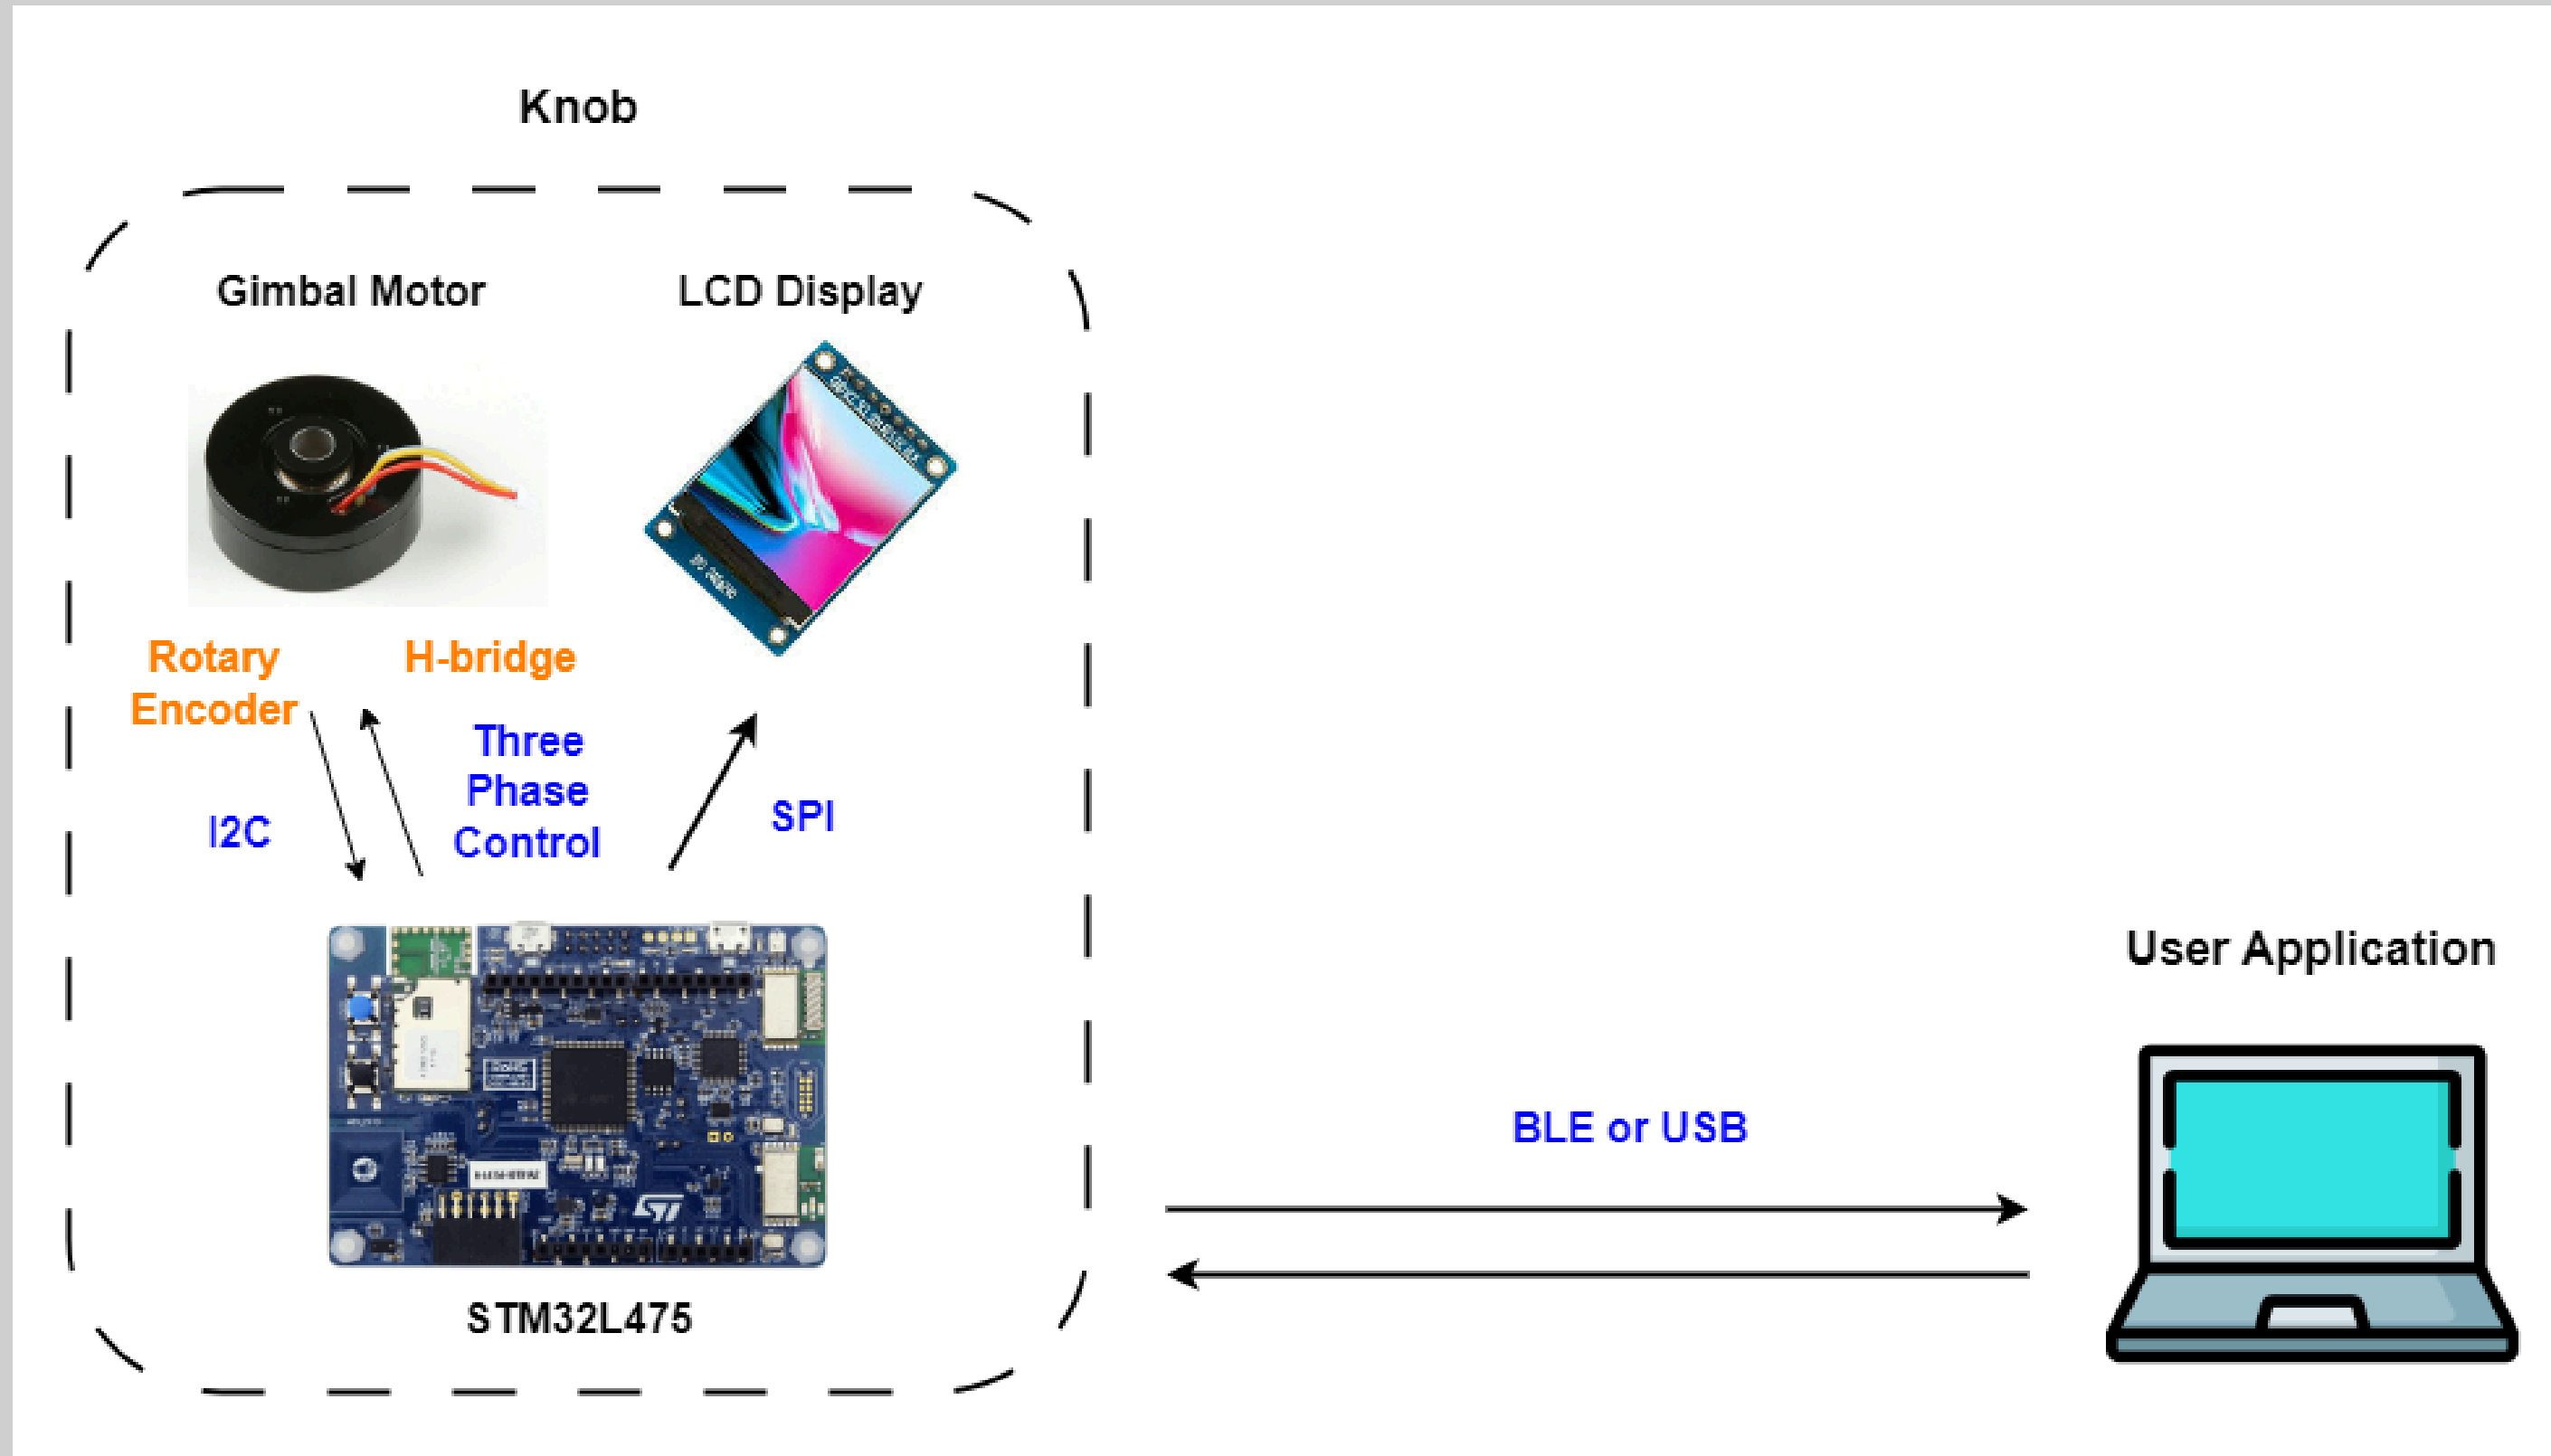 Knob
Gimbal Motor
LCD Display
Rotary
Encoder
H-bridge
Three
Phase
Control
I2C
SPI
STM32L475
BLE or USB
User Application